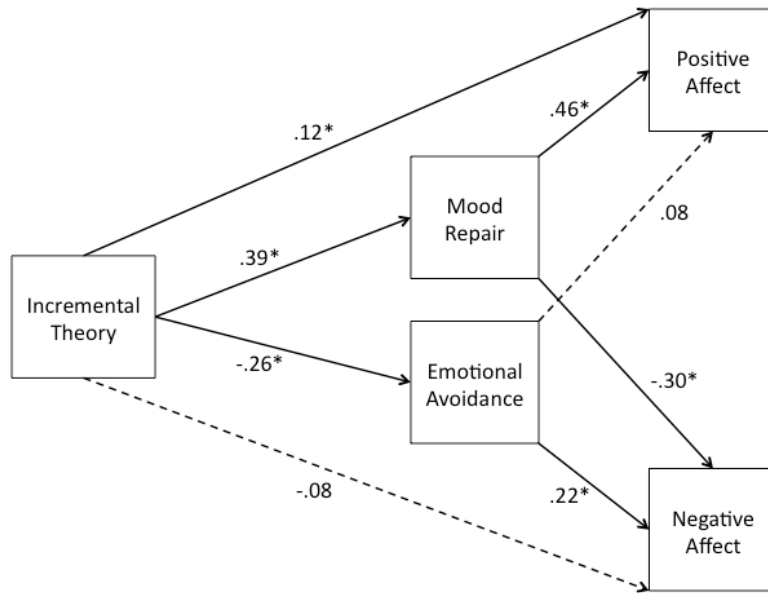 Positive
Affect
.12*
.46*
Mood
Repair
.08
.39*
Incremental
Theory
-.26*
Emotional
Avoidance
-.30*
-.08
.22*
Negative
Affect